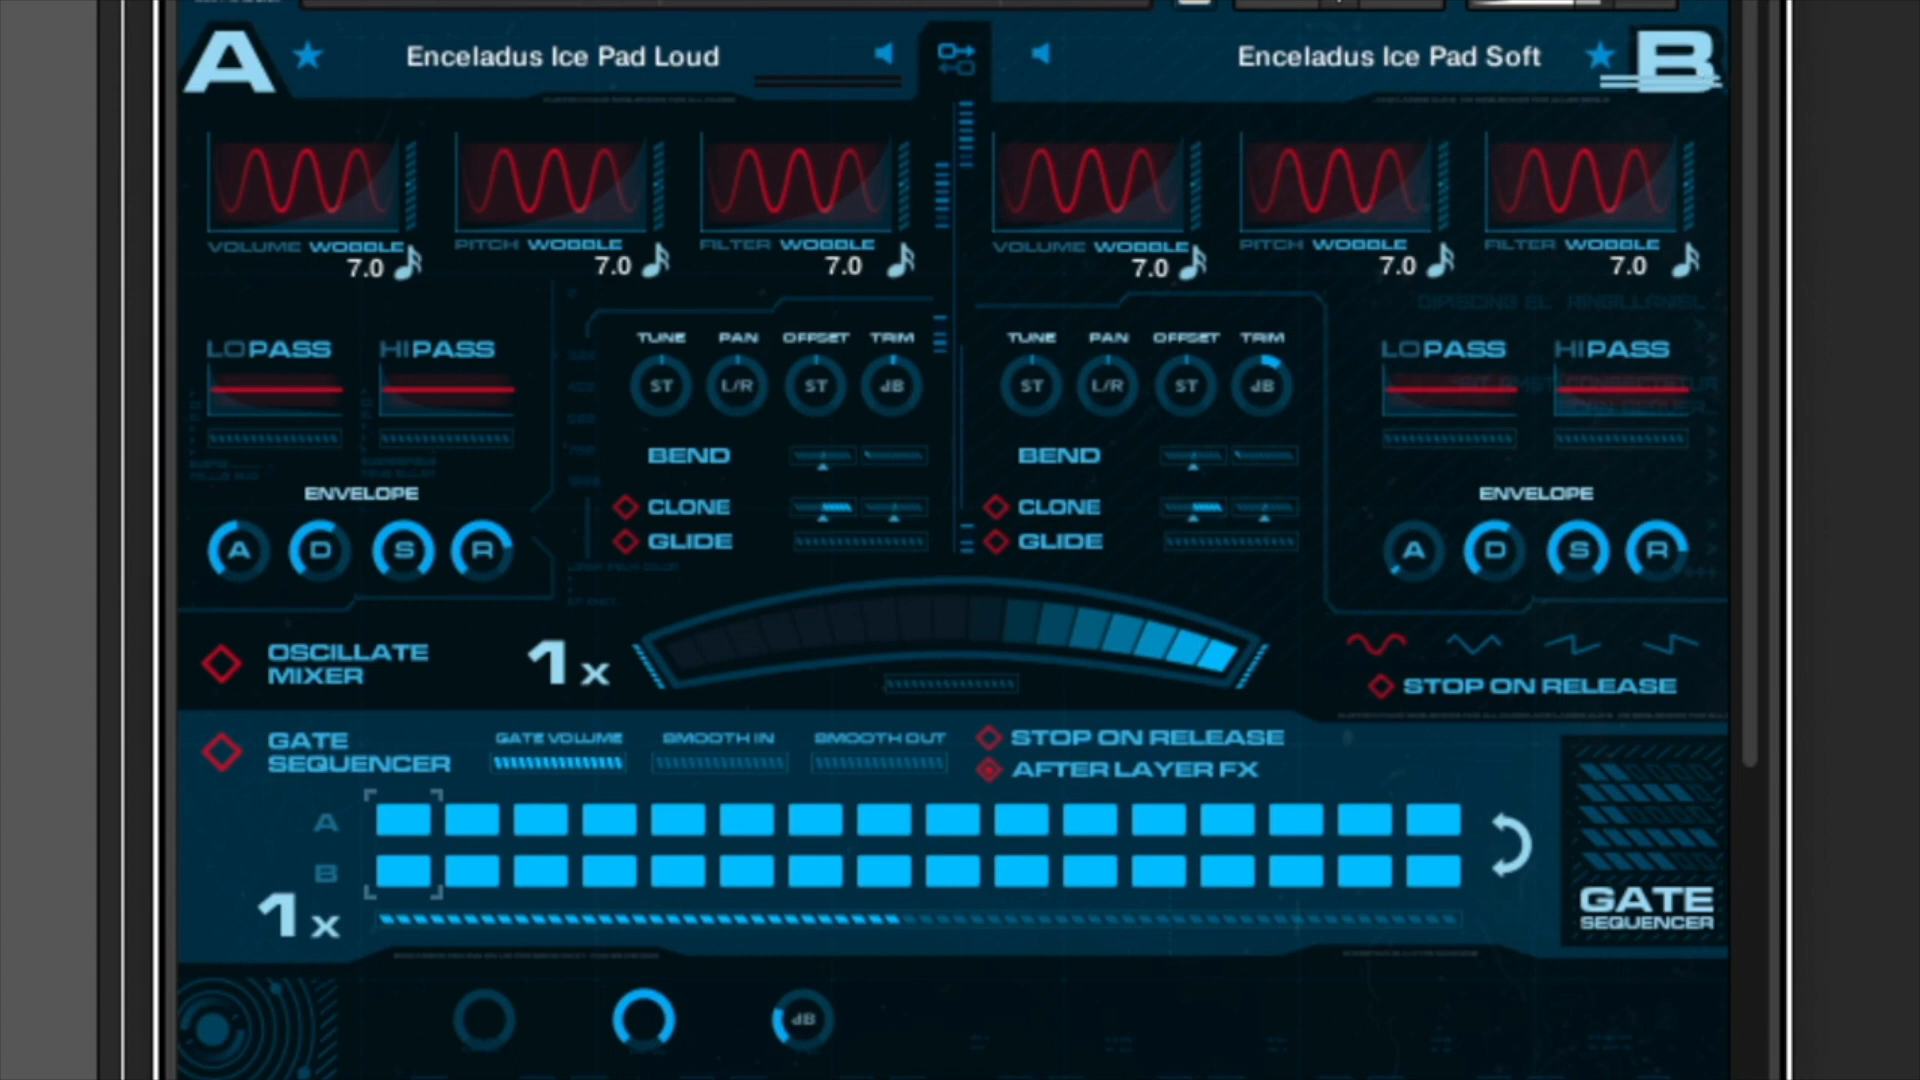 A
Enceladus Ice Pad Loud
Enceladus Ice Pad Soft
B
VOLUME WOBBLE
7.0
PITCH WOBBLE
7.0
FILTER WOBBLE
7.0
VOLUME WOBBLE
7.0
PITCH WOBBLE
7.0
FILTER WOBBLE
7.0
LOPASS
HIPASS
TUNE PAN OFFSET TRIM
ST L/R ST dB
BEND
CLONE
GLIDE
TUNE PAN OFFSET TRIM
ST L/R ST dB
BEND
CLONE
GLIDE
LOPASS
HIPASS
ENVELOPE
A D S R
ENVELOPE
A D S R
OSCILLATE
MIXER
1x
STOP ON RELEASE
GATE
SEQUENCER
GATE VOLUME
SMOOTH IN
SMOOTH OUT
STOP ON RELEASE
AFTER LAYER FX
A
B
1x
GATE
SEQUENCER
dB